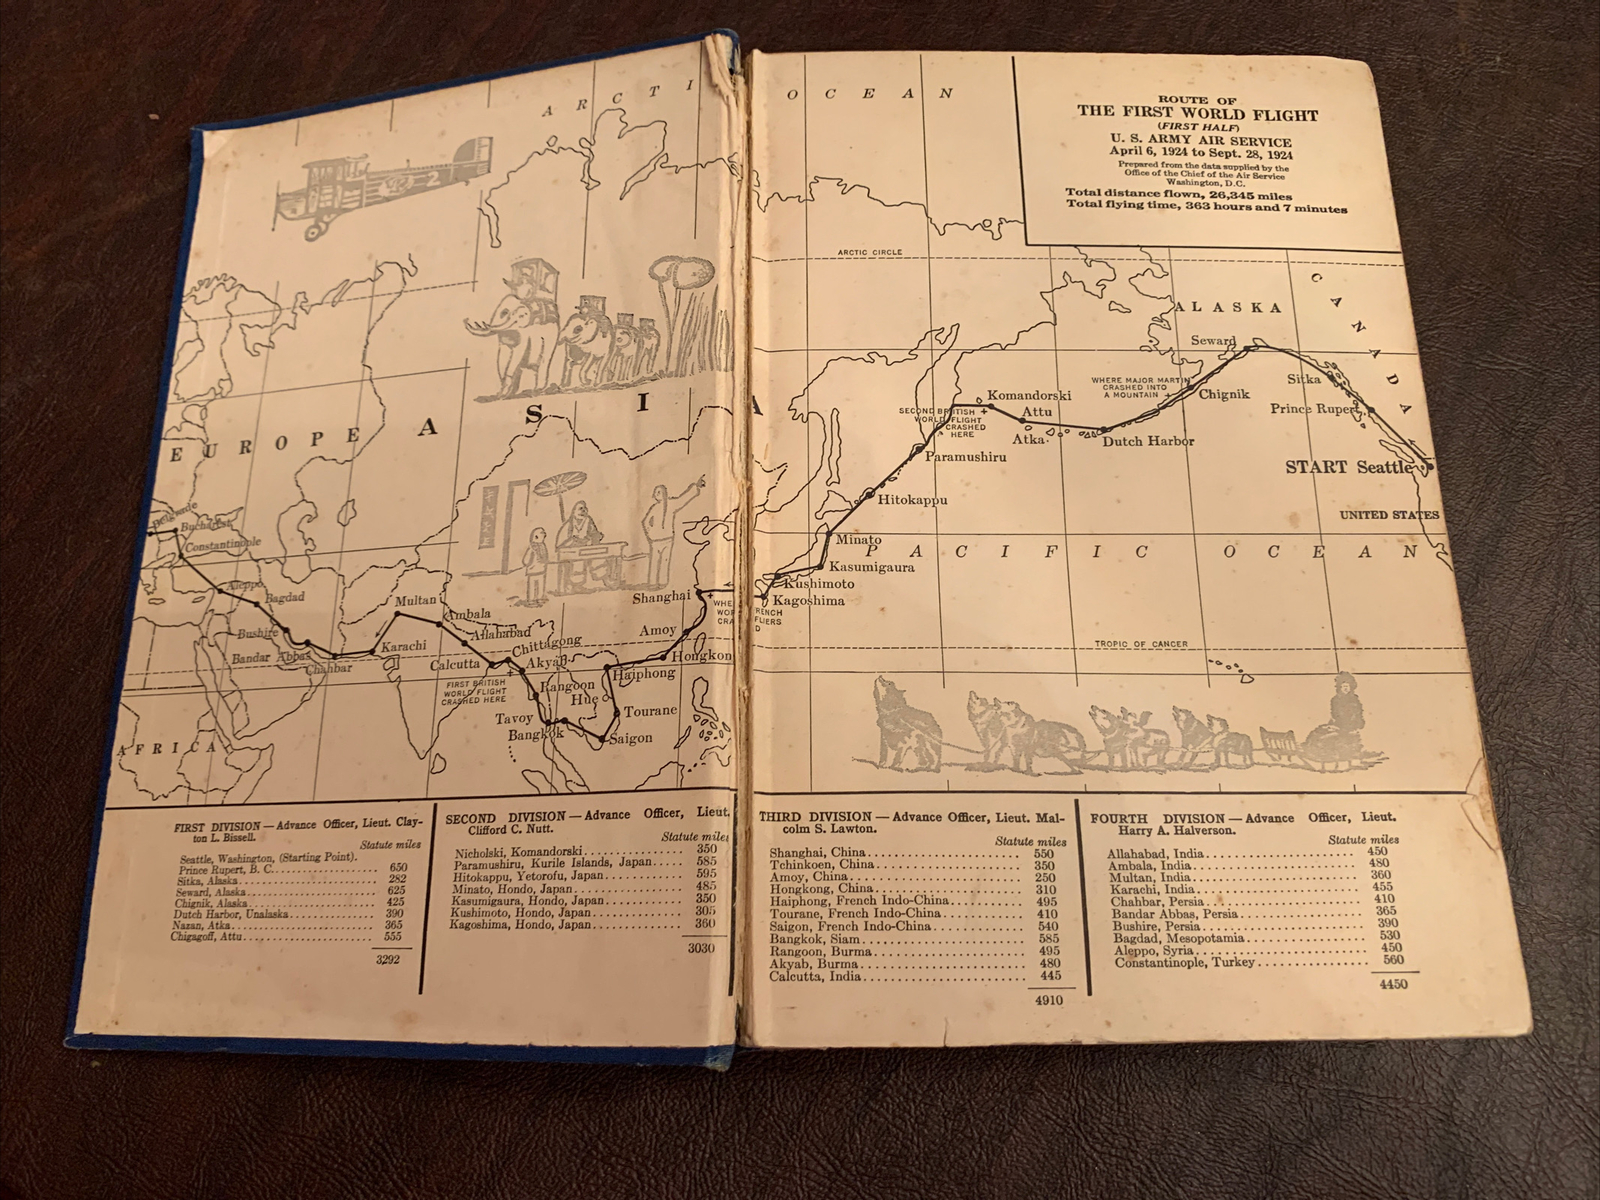 ARCTI
OCEAN
ROUTE OF
THE FIRST WORLD FLIGHT
(FIRST HALF)
U. S. ARMY AIR SERVICE
April 6, 1924 to Sept. 28, 1924
Prepared from the data supplied by the
Office of the Chief of the Air Service
Washington, D.C.
Total distance flown, 26,345 miles
Total flying time, 363 hours and 7 minutes
2
ARCTIC CIRCLE
CANADA
ALASKA
Seward
Sitka
Prince Rupert
WHERE MAJOR MARTIN
CRASHED INTO
A MOUNTAIN +
Chignik
Komandorski
Attu
Atka
Dutch Harbor
SECOND BRITISH +
WORLD FLIGHT
CRASHED
HERE
EUROPE
ASIA
Paramushiru
START Seattle
Hitokappu
UNITED STATES
Belgrade
Bucharest
Constantinople
Minato
PACIFIC OCEAN
Kasumigaura
Kushimoto
Kagoshima
Aleppo
Bagdad
Multan
Ambala
Shanghai
WHE
WOR
CRA
RENCH
FLIERS
D
Bushire
Allahabad
Amoy
Bandar Abbas
Chahbar
Karachi
Calcutta
Chittagong
Akyab
Hongkon
Haiphong
TROPIC OF CANCER
FIRST BRITISH
WORLD FLIGHT
CRASHED HERE
Rangoon
Hue
Tourane
Tavoy
Bangkok
Saigon
AFRICA
FIRST DIVISION — Advance Officer, Lieut. Clay-
ton L. Bissell.
Statute miles
Seattle, Washington, (Starting Point).
Prince Rupert, B. C. 650
Sitka, Alaska 282
Seward, Alaska 625
Chignik, Alaska 425
Dutch Harbor, Unalaska 390
Nazan, Atka 365
Chigagoff, Attu 555
3292
SECOND DIVISION — Advance Officer, Lieut.
Clifford C. Nutt.
Statute miles
Nicholski, Komandorski 350
Paramushiru, Kurile Islands, Japan 585
Hitokappu, Yetorofu, Japan 595
Minato, Hondo, Japan 485
Kasumigaura, Hondo, Japan 350
Kushimoto, Hondo, Japan 305
Kagoshima, Hondo, Japan 360
3030
THIRD DIVISION — Advance Officer, Lieut. Mal-
colm S. Lawton.
Statute miles
Shanghai, China 550
Tchinkoen, China 350
Amoy, China 250
Hongkong, China 310
Haiphong, French Indo-China 495
Tourane, French Indo-China 410
Saigon, French Indo-China 540
Bangkok, Siam 585
Rangoon, Burma 495
Akyab, Burma 480
Calcutta, India 445
4910
FOURTH DIVISION — Advance Officer, Lieut.
Harry A. Halverson.
Statute miles
Allahabad, India 450
Ambala, India 480
Multan, India 360
Karachi, India 455
Chahbar, Persia 410
Bandar Abbas, Persia 365
Bushire, Persia 390
Bagdad, Mesopotamia 530
Aleppo, Syria 450
Constantinople, Turkey 560
4450